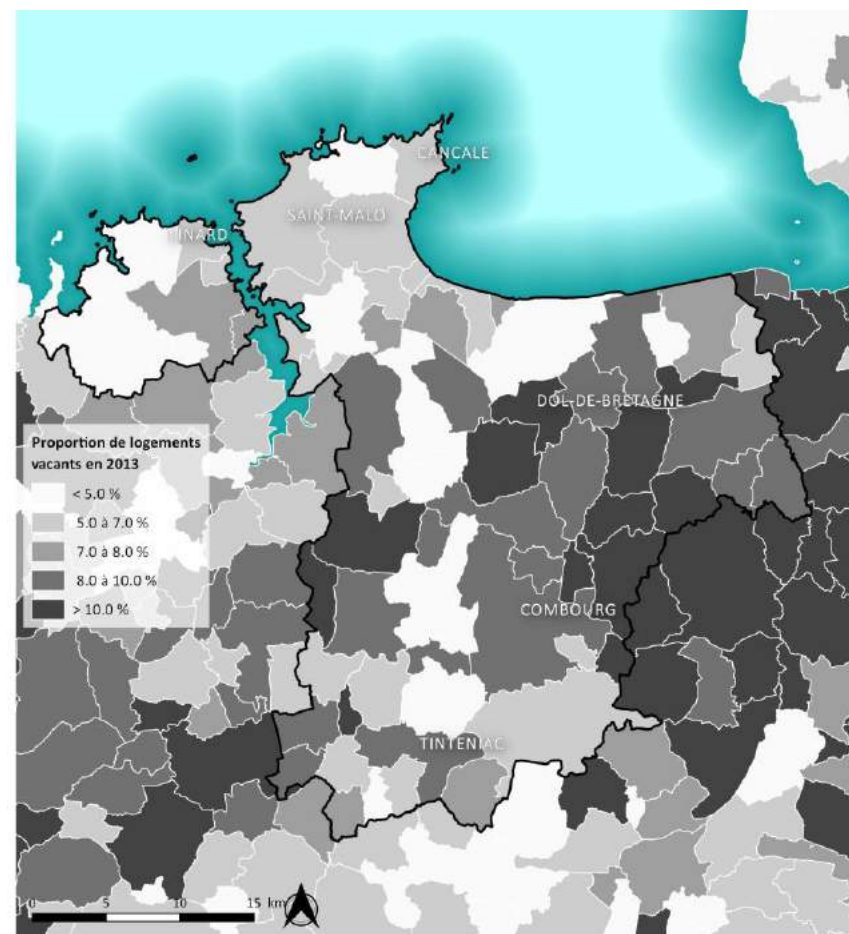 CANCALE
SAINT-MALO
DINARD
DOL-DE-BRETAGNE
Proportion de logements
vacants en 2013
< 5.0 %
5.0 à 7.0 %
7.0 à 8.0 %
8.0 à 10.0 %
> 10.0 %
COMBOURG
TINTENIAC
0 5 10 15 km